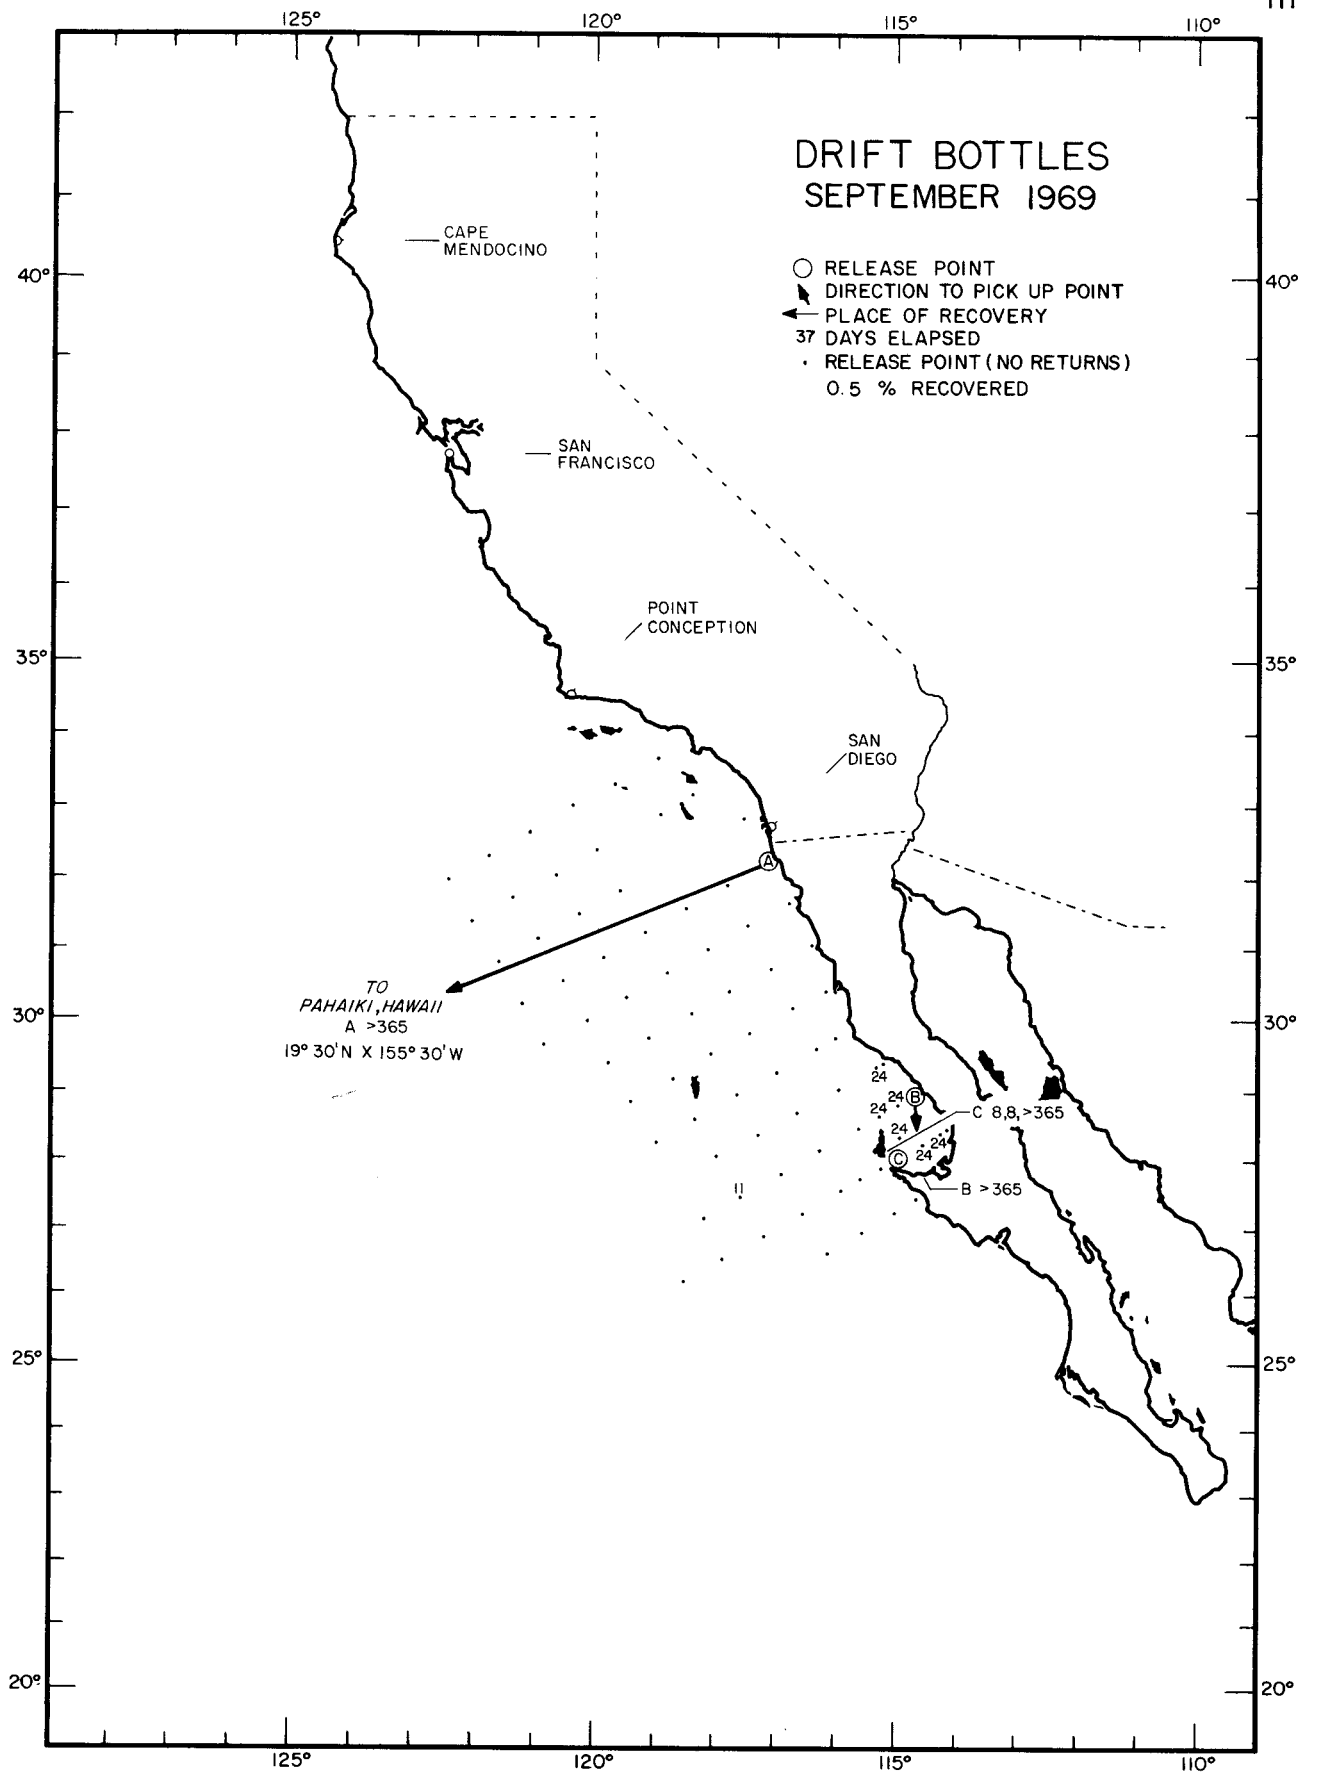 125°
120°
115°
110°
DRIFT BOTTLES
SEPTEMBER 1969
RELEASE POINT
DIRECTION TO PICK UP POINT
PLACE OF RECOVERY
37 DAYS ELAPSED
RELEASE POINT (NO RETURNS)
0.5 % RECOVERED
CAPE
MENDOCINO
40°
40°
SAN
FRANCISCO
POINT
CONCEPTION
35°
35°
SAN
DIEGO
A
TO
PAHAIKI, HAWAII
A >365
19° 30'N X 155° 30'W
30°
30°
24
24
B
24
C 8,8,>365
24
24
24
C
B >365
11
25°
25°
20°
20°
125°
120°
115°
110°